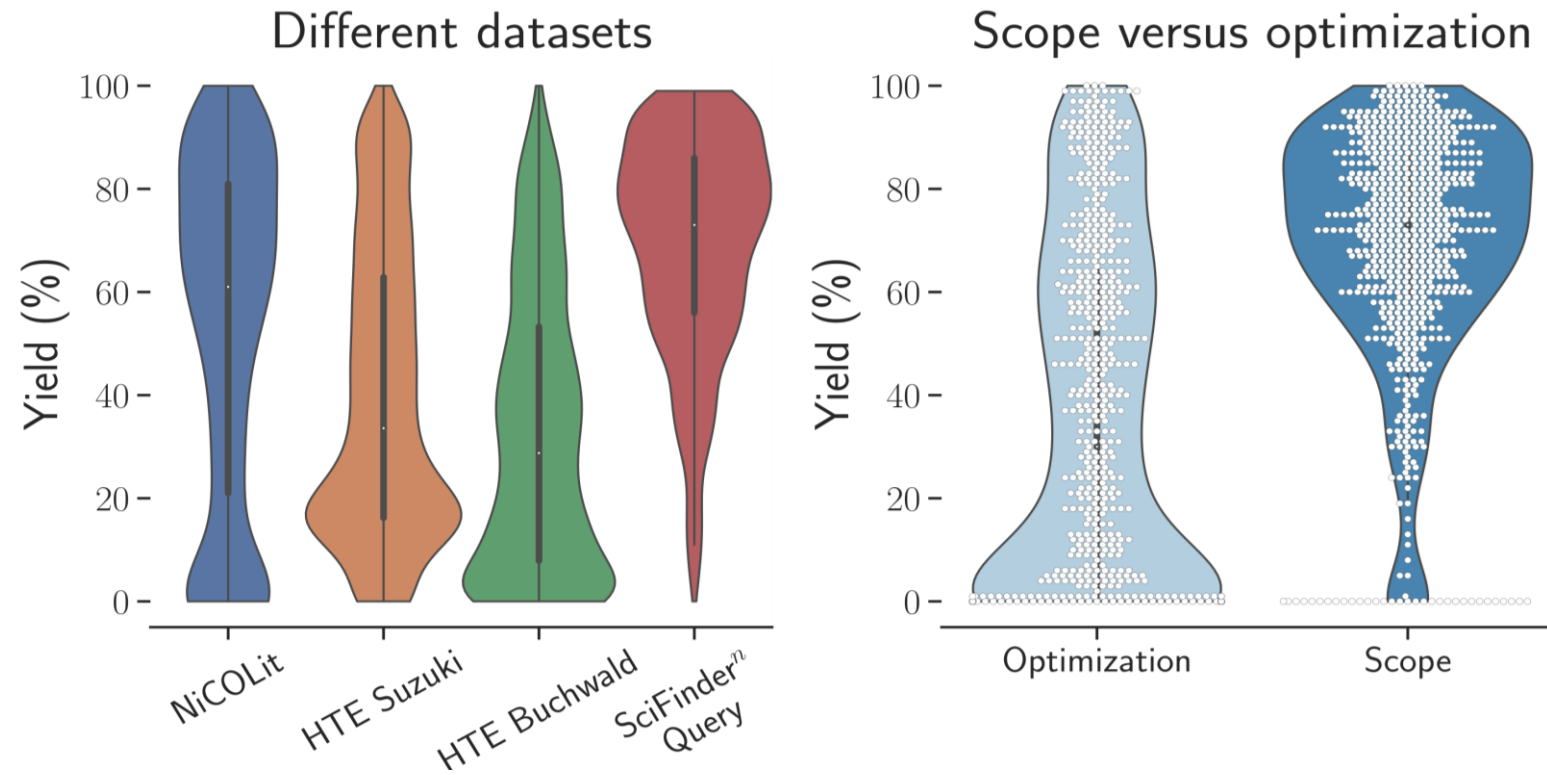 Different datasets
Yield (%)
100
80
60
40
20
0
NiCOLit
HTE Suzuki
HTE Buchwald
SciFinderⁿ
Query
Scope versus optimization
Yield (%)
100
80
60
40
20
0
Optimization
Scope